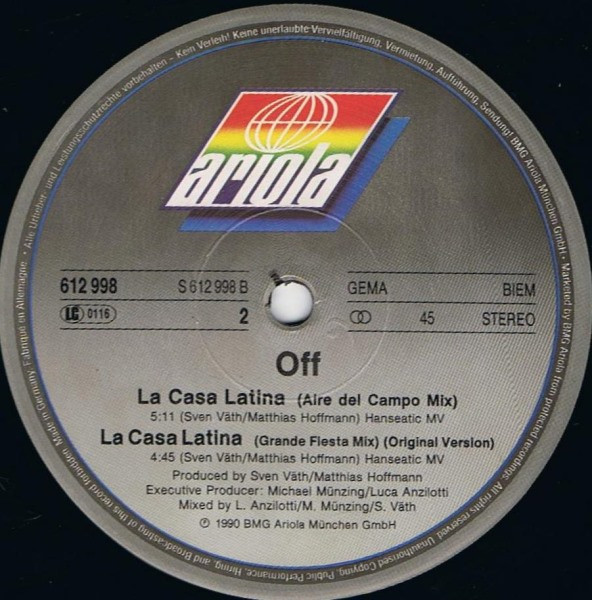 • Alle Urheber- und Leistungsschutzrechte vorbehalten - Kein Verleih! Keine unerlaubte Vervielfältigung, Vermietung, Aufführung, Sendung! BMG Ariola München GmbH • Marketed by BMG Ariola
from protected recordings. All rights reserved. Unauthorised Copying, Public Performance, Hiring, and Broadcasting of this record forbidden. Made in Germany. Fabriqué en Allemagne.
ariola
612 998 S 612 998 B GEMA BIEM
LC 0116 2 45 STEREO
Off
La Casa Latina (Aire del Campo Mix)
5:11 (Sven Väth/Matthias Hoffmann) Hanseatic MV
La Casa Latina (Grande Fiesta Mix) (Original Version)
4:45 (Sven Väth/Matthias Hoffmann) Hanseatic MV
Produced by Sven Väth/Matthias Hoffmann
Executive Producer: Michael Münzing/Luca Anzilotti
Mixed by L. Anzilotti/M. Münzing/S. Väth
℗ 1990 BMG Ariola München GmbH